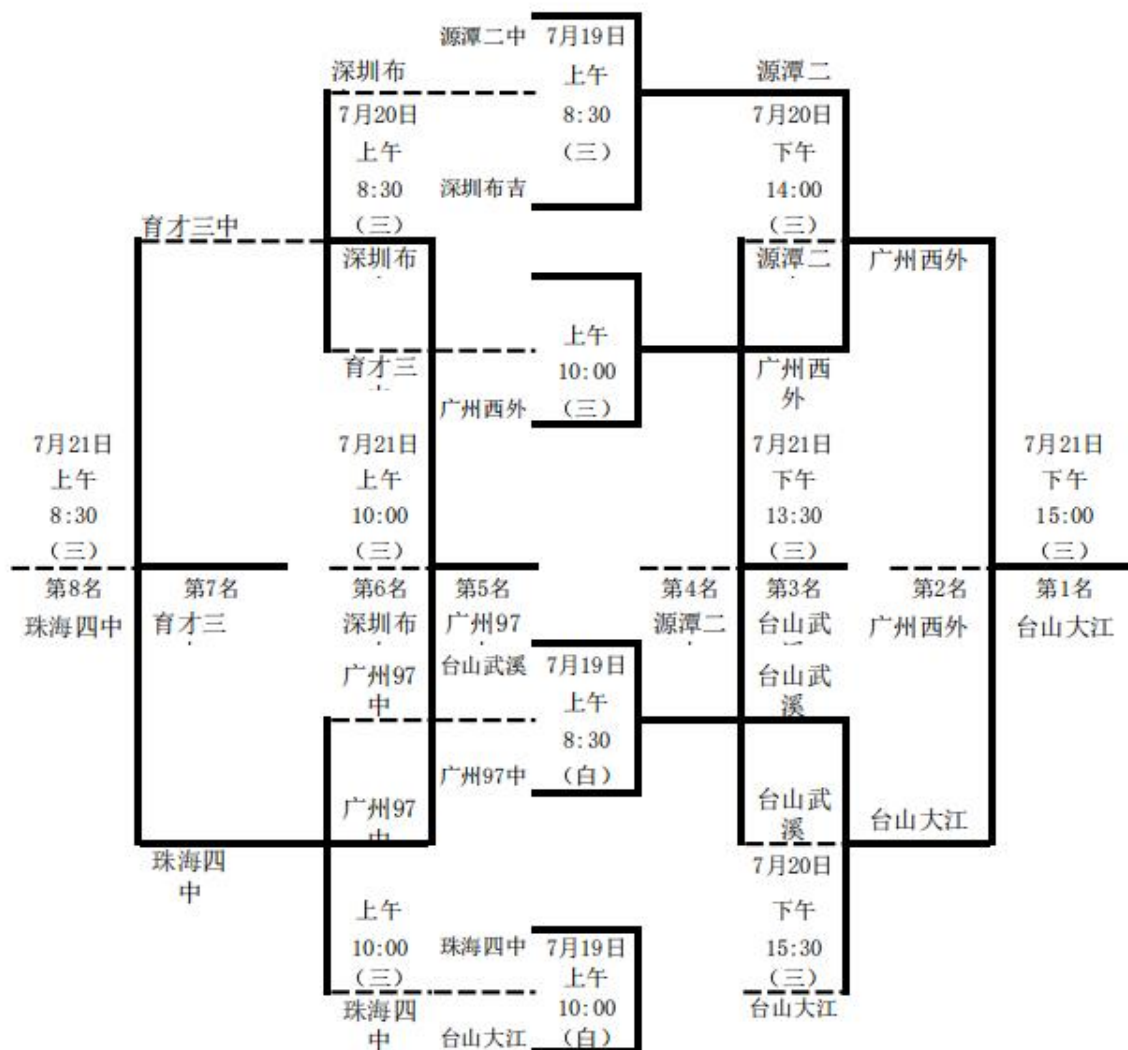 源潭二中 7月19日
深圳布 上午 源潭二
7月20日 8:30 7月20日
上午 （三） 下午
8:30 深圳布吉 14:00
育才三中 （三） （三）
深圳布 源潭二 广州西外
上午
育才三 10:00 广州西
广州西外 （三） 外
7月21日 7月21日 7月21日 7月21日
上午 上午 下午 下午
8:30 10:00 13:30 15:00
（三） （三） （三） （三）
第8名 第7名 第6名 第5名 第4名 第3名 第2名 第1名
珠海四中 育才三 深圳布 广州97 源潭二 台山武 广州西外 台山大江
广州97 台山武溪 7月19日 台山武
中 上午 溪
8:30
广州97中 （白）
广州97 台山武 台山大江
珠海四 溪
中 7月20日
上午 下午
10:00 珠海四中 7月19日 15:30
（三） 上午 （三）
珠海四 10:00 台山大江
中 台山大江 （白）